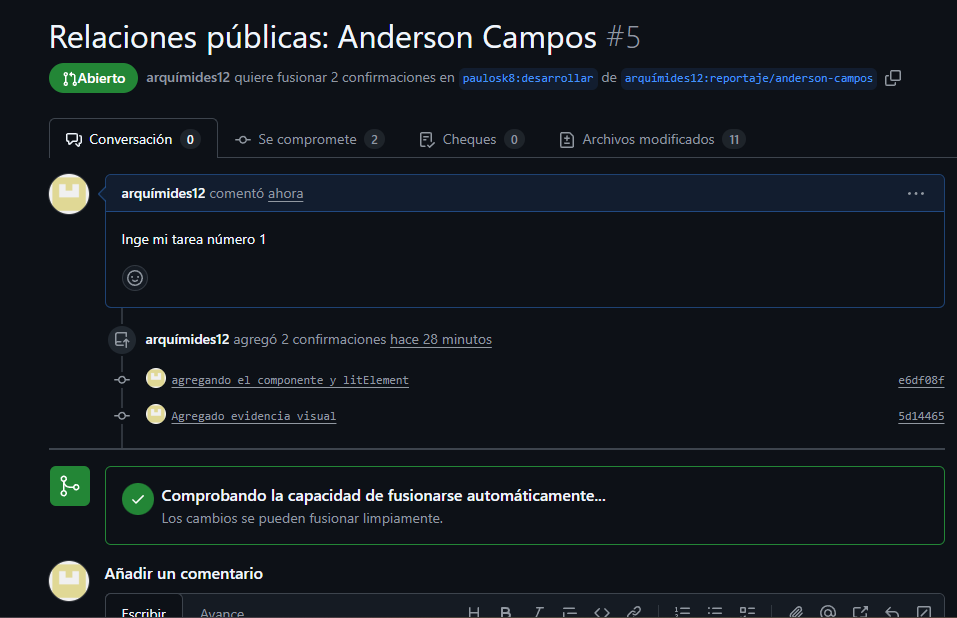 Relaciones públicas: Anderson Campos #5
Abierto arquímides12 quiere fusionar 2 confirmaciones en paulosk8:desarrollar de arquímides12:reportaje/anderson-campos
Conversación 0 Se compromete 2 Cheques 0 Archivos modificados 11
arquímides12 comentó ahora
Inge mi tarea número 1
arquímides12 agregó 2 confirmaciones hace 28 minutos
agregando el componente y litElement e6df08f
Agregado evidencia visual 5d14465
Comprobando la capacidad de fusionarse automáticamente...
Los cambios se pueden fusionar limpiamente.
Añadir un comentario
Escribir Avance